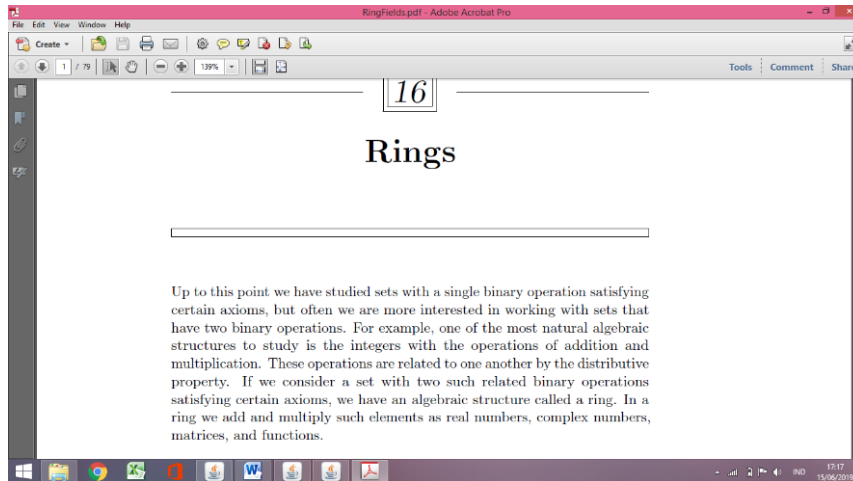 RingFields.pdf - Adobe Acrobat Pro
File Edit View Window Help
Create
1 / 79 139% Tools Comment Share
16
Rings
Up to this point we have studied sets with a single binary operation satisfying
certain axioms, but often we are more interested in working with sets that
have two binary operations. For example, one of the most natural algebraic
structures to study is the integers with the operations of addition and
multiplication. These operations are related to one another by the distributive
property. If we consider a set with two such related binary operations
satisfying certain axioms, we have an algebraic structure called a ring. In a
ring we add and multiply such elements as real numbers, complex numbers,
matrices, and functions.
IND 17:17
15/06/2019